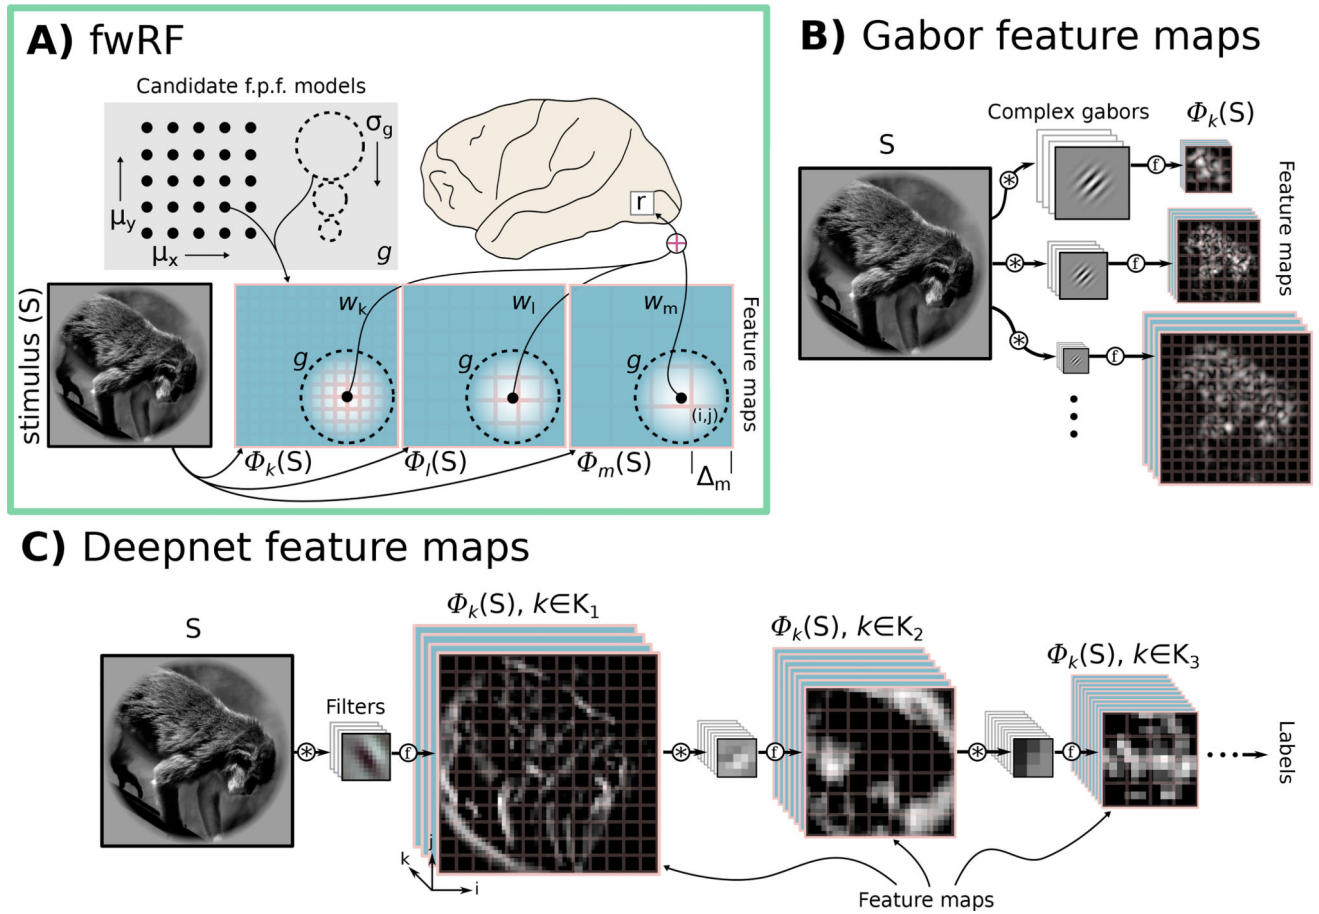 A) fwRF
Candidate f.p.f. models
σg
μy
μx
g
r
stimulus (S)
wk
wl
wm
g
g
g
(i,j)
Feature maps
Φk(S)
Φl(S)
Φm(S)
Δm
B) Gabor feature maps
Complex gabors
Φk(S)
S
*
f
*
f
*
f
Feature maps
C) Deepnet feature maps
S
Φk(S), k∈K1
Φk(S), k∈K2
Φk(S), k∈K3
Filters
*
f
*
f
*
f
Labels
j
k
i
Feature maps